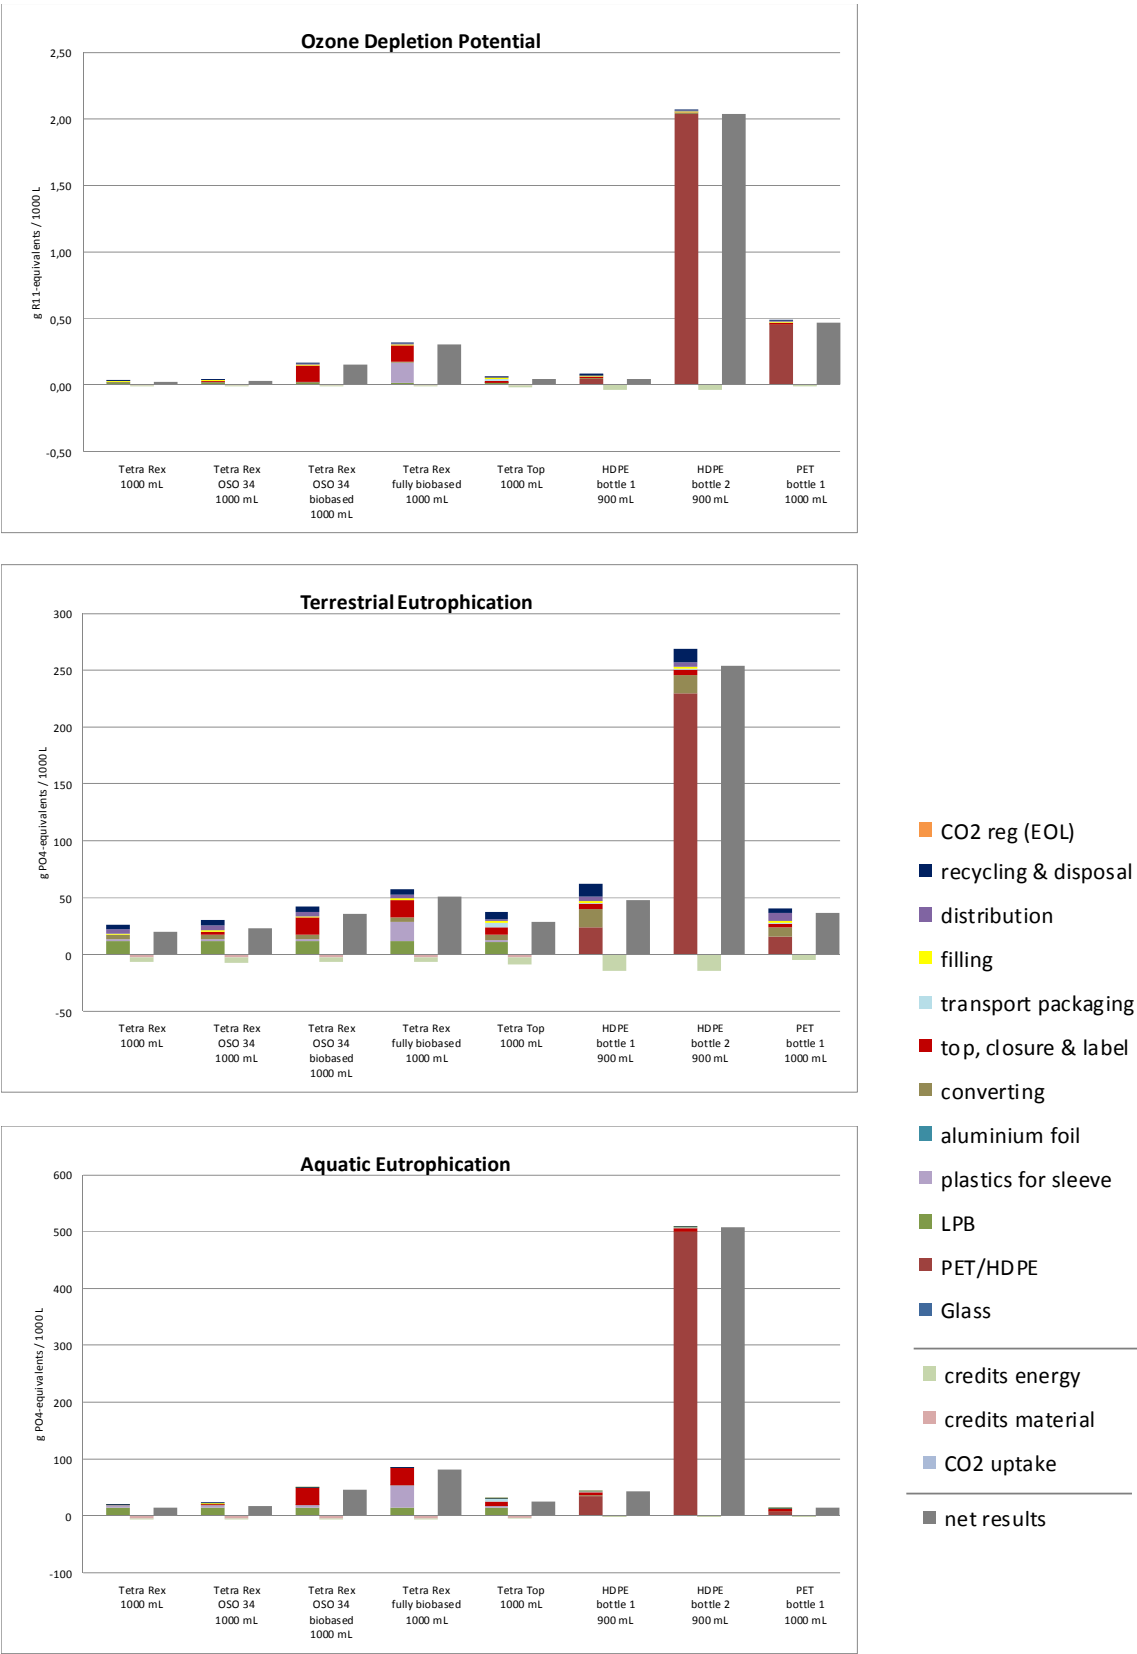 Ozone Depletion Potential
2,50
2,00
1,50
1,00
0,50
0,00
-0,50
g R11-equivalents / 1000 L
Tetra Rex
1000 mL
Tetra Rex
OSO 34
1000 mL
Tetra Rex
OSO 34
biobased
1000 mL
Tetra Rex
fully biobased
1000 mL
Tetra Top
1000 mL
HDPE
bottle 1
900 mL
HDPE
bottle 2
900 mL
PET
bottle 1
1000 mL
Terrestrial Eutrophication
300
250
200
150
100
50
0
-50
g PO4-equivalents / 1000 L
Tetra Rex
1000 mL
Tetra Rex
OSO 34
1000 mL
Tetra Rex
OSO 34
biobased
1000 mL
Tetra Rex
fully biobased
1000 mL
Tetra Top
1000 mL
HDPE
bottle 1
900 mL
HDPE
bottle 2
900 mL
PET
bottle 1
1000 mL
Aquatic Eutrophication
600
500
400
300
200
100
0
-100
g PO4-equivalents / 1000 L
Tetra Rex
1000 mL
Tetra Rex
OSO 34
1000 mL
Tetra Rex
OSO 34
biobased
1000 mL
Tetra Rex
fully biobased
1000 mL
Tetra Top
1000 mL
HDPE
bottle 1
900 mL
HDPE
bottle 2
900 mL
PET
bottle 1
1000 mL
CO2 reg (EOL)
recycling & disposal
distribution
filling
transport packaging
top, closure & label
converting
aluminium foil
plastics for sleeve
LPB
PET/HDPE
Glass
credits energy
credits material
CO2 uptake
net results